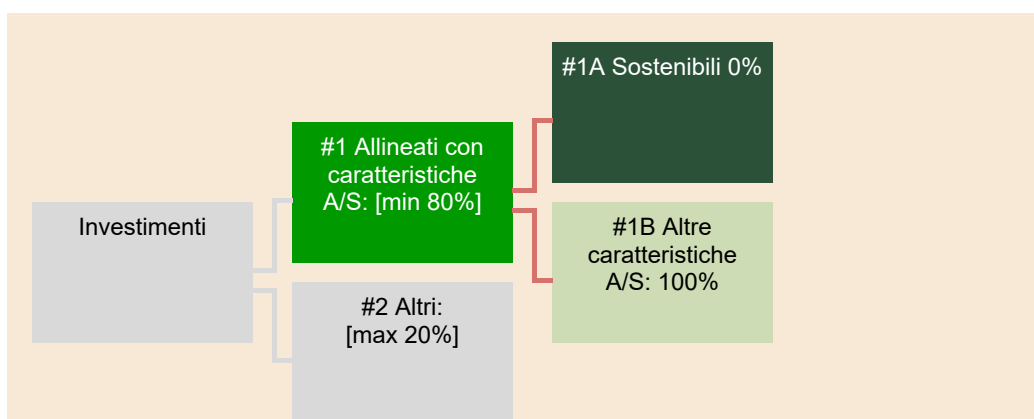 Investimenti
#1 Allineati con
caratteristiche
A/S: [min 80%]
#2 Altri:
[max 20%]
#1A Sostenibili 0%
#1B Altre
caratteristiche
A/S: 100%